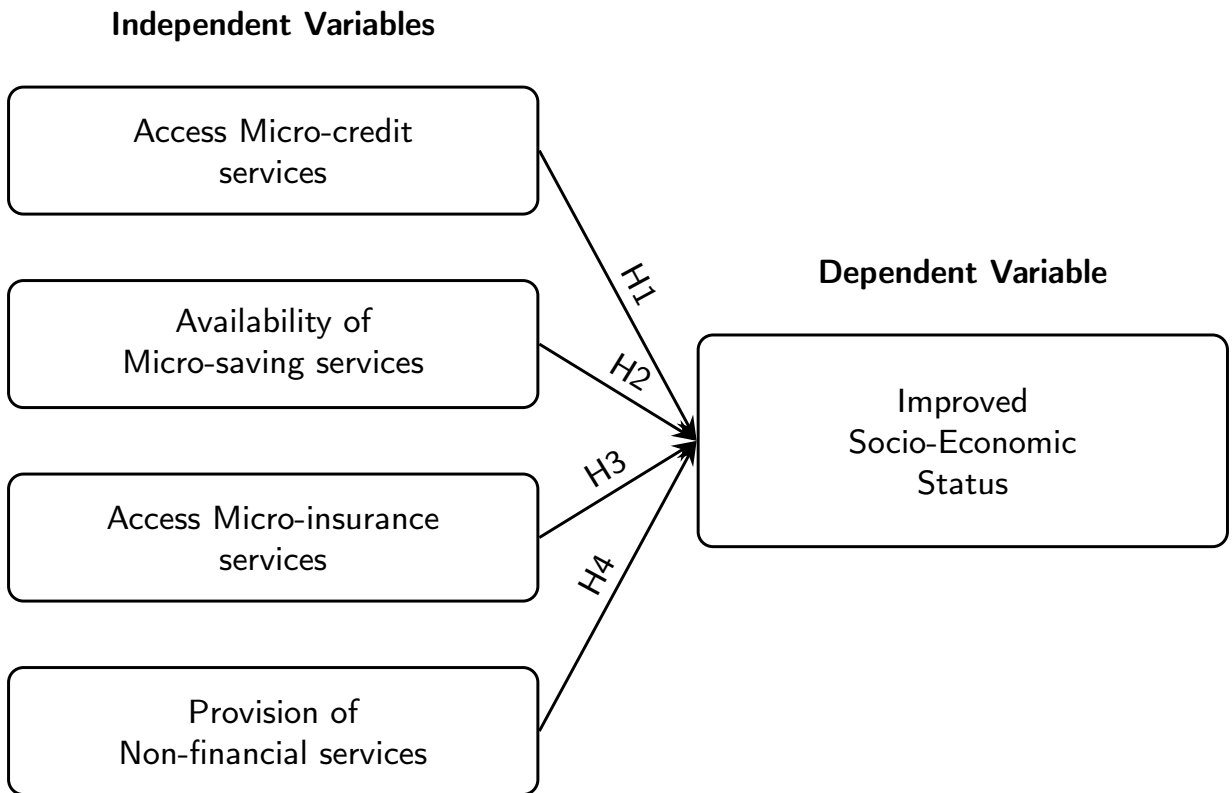 Independent Variables
Access Micro-credit
services
Availability of
Micro-saving services
Access Micro-insurance
services
Provision of
Non-financial services
H1
H2
H3
H4
Dependent Variable
Improved
Socio-Economic
Status